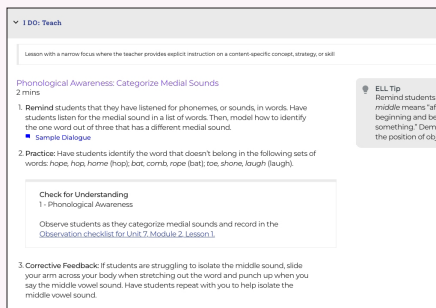 I DO: Teach
Lesson with a narrow focus where the teacher provides explicit instruction on a content-specific concept, strategy, or skill
Phonological Awareness: Categorize Medial Sounds
2 mins
1. Remind students that they have listened for phonemes, or sounds, in words. Have
students listen for the medial sound in a list of words. Then, model how to identify
the one word out of three that has a different medial sound.
Sample Dialogue
2. Practice: Have students identify the word that doesn't belong in the following sets of
words: hope, hop, home (hop); bat, comb, rope (bat); toe, shone, laugh (laugh).
Check for Understanding
1 - Phonological Awareness
Observe students as they categorize medial sounds and record in the
Observation checklist for Unit 7, Module 2, Lesson 1.
3. Corrective Feedback: If students are struggling to isolate the middle sound, slide
your arm across your body when stretching out the word and punch up when you
say the middle vowel sound. Have students repeat with you to help isolate the
middle vowel sound.
ELL Tip
Remind students
middle means "af
beginning and be
something." Dem
the position of obj